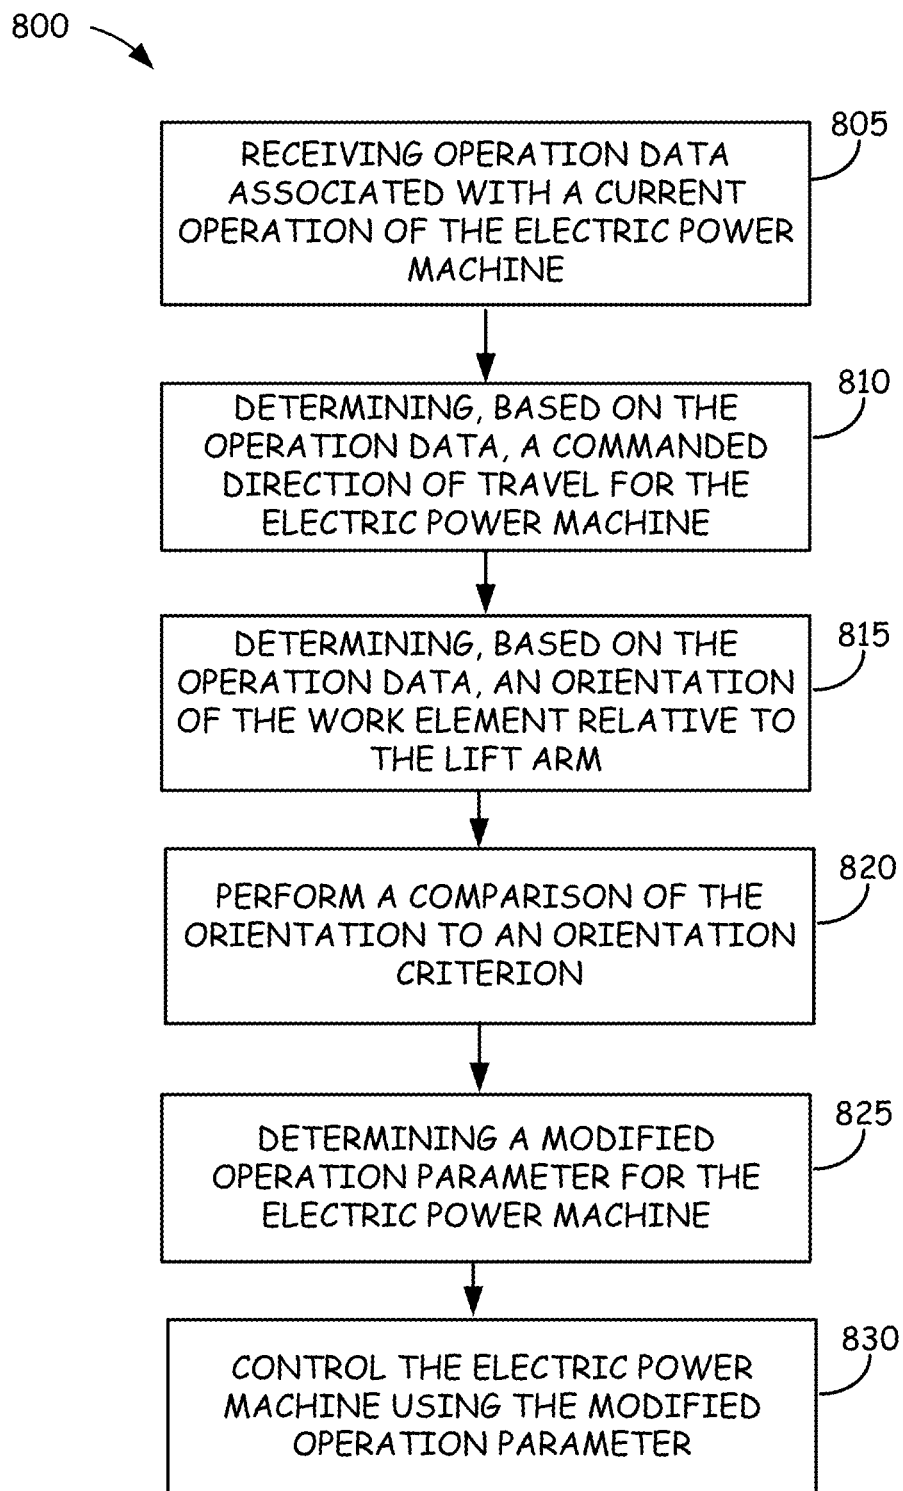 800
805
RECEIVING OPERATION DATA
ASSOCIATED WITH A CURRENT
OPERATION OF THE ELECTRIC POWER
MACHINE
810
DETERMINING, BASED ON THE
OPERATION DATA, A COMMANDED
DIRECTION OF TRAVEL FOR THE
ELECTRIC POWER MACHINE
815
DETERMINING, BASED ON THE
OPERATION DATA, AN ORIENTATION
OF THE WORK ELEMENT RELATIVE TO
THE LIFT ARM
820
PERFORM A COMPARISON OF THE
ORIENTATION TO AN ORIENTATION
CRITERION
825
DETERMINING A MODIFIED
OPERATION PARAMETER FOR THE
ELECTRIC POWER MACHINE
830
CONTROL THE ELECTRIC POWER
MACHINE USING THE MODIFIED
OPERATION PARAMETER